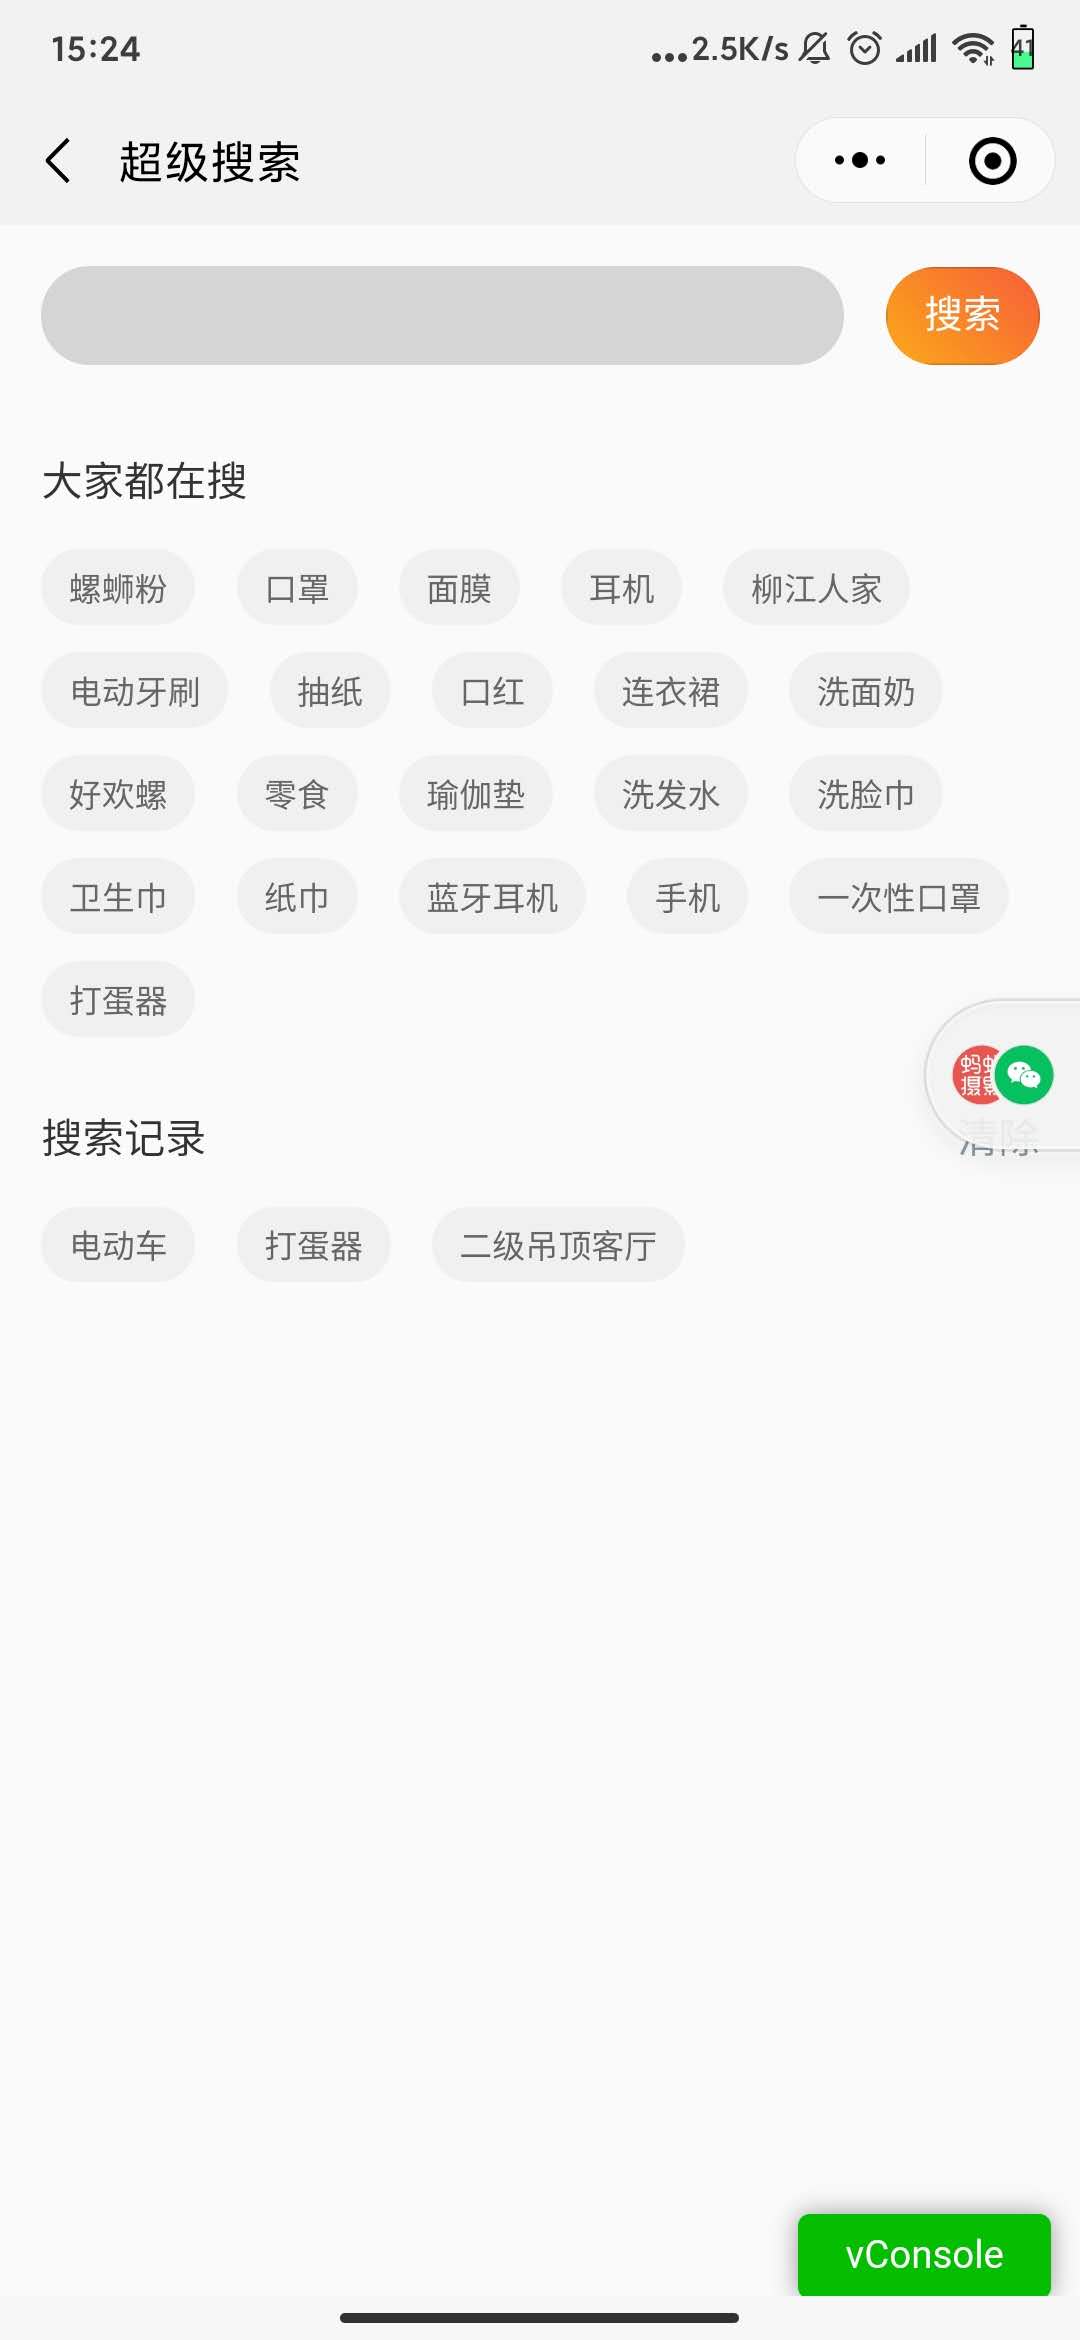 15:24 ...2.5K/s 41
超级搜索
搜索
大家都在搜
螺蛳粉 口罩 面膜 耳机 柳江人家
电动牙刷 抽纸 口红 连衣裙 洗面奶
好欢螺 零食 瑜伽垫 洗发水 洗脸巾
卫生巾 纸巾 蓝牙耳机 手机 一次性口罩
打蛋器
搜索记录 清除
电动车 打蛋器 二级吊顶客厅
vConsole